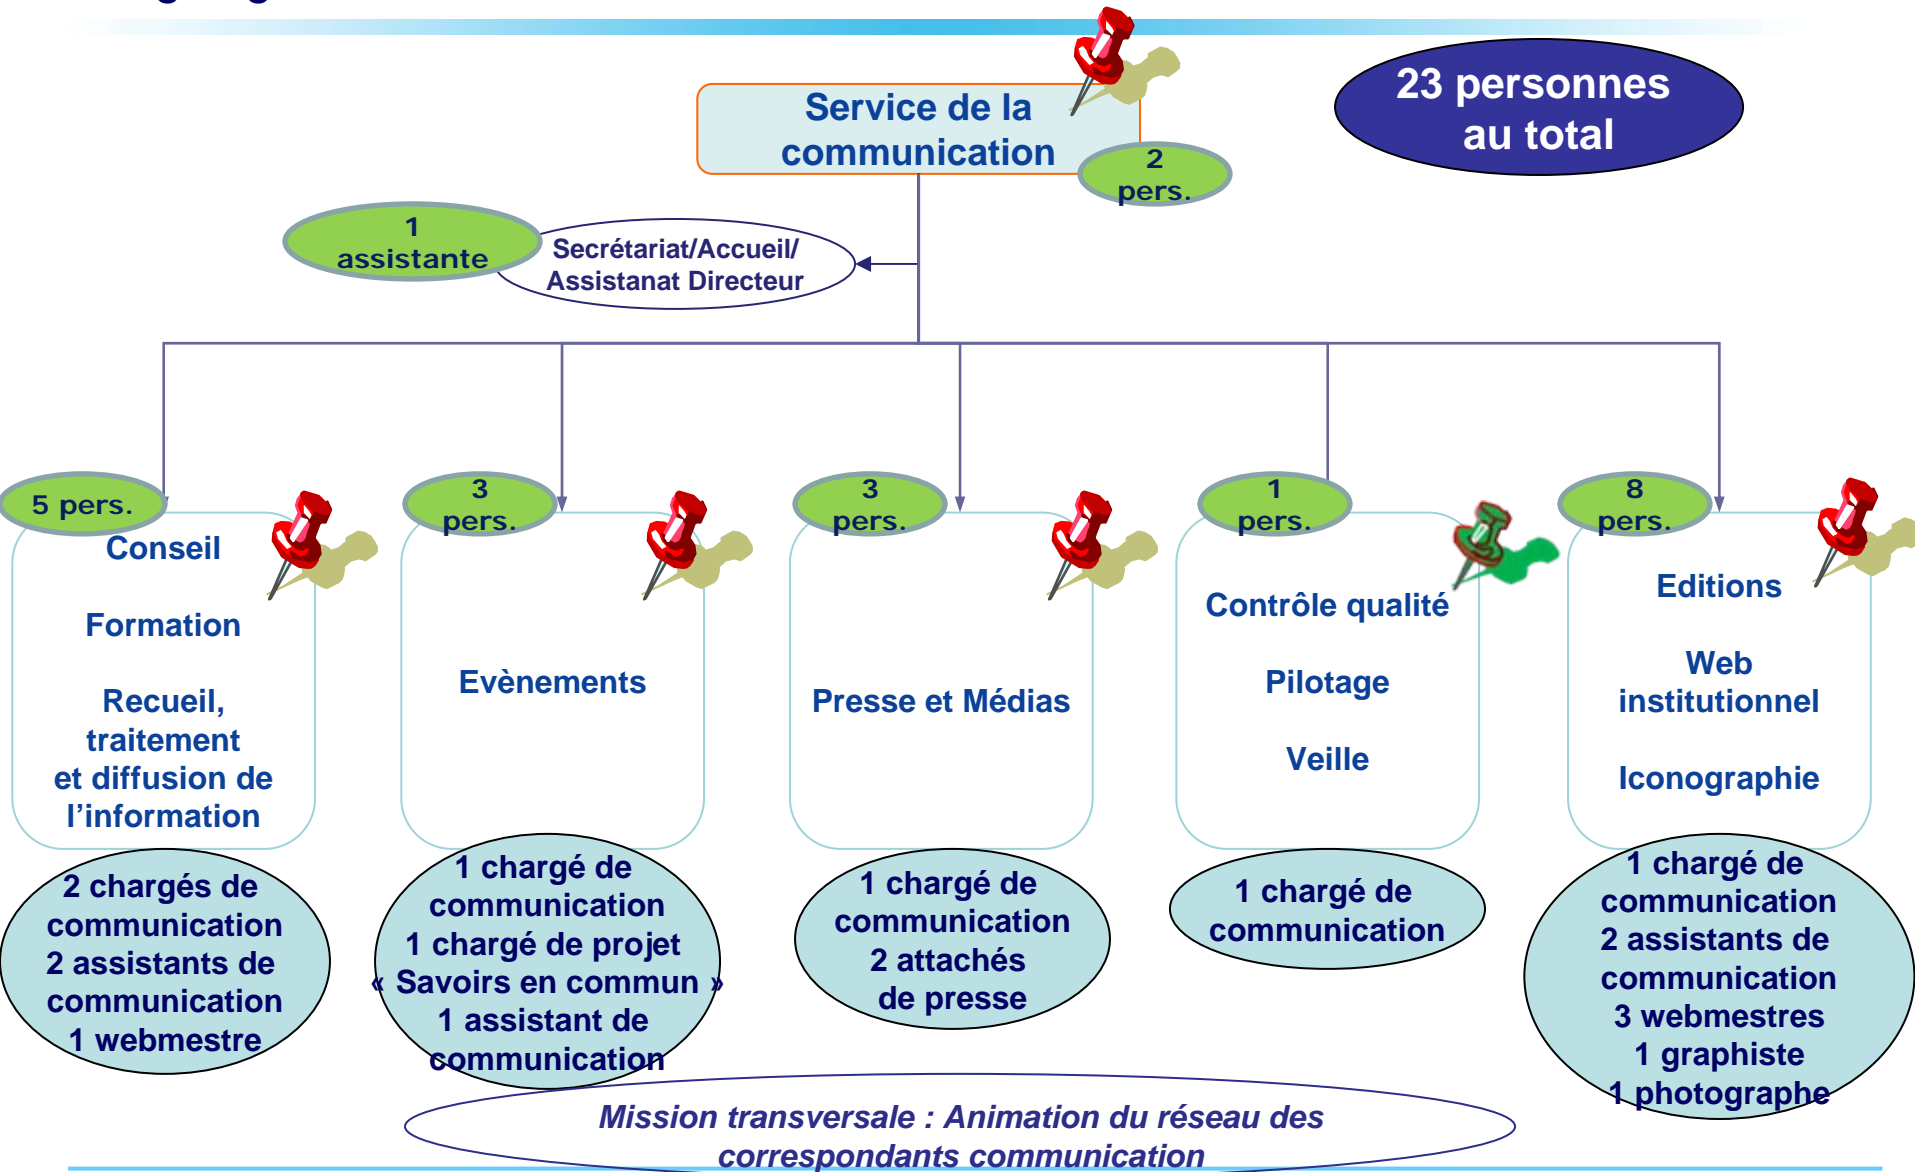 23 personnes
au total
Service de la
communication
2
pers.
1
assistante
Secrétariat/Accueil/
Assistanat Directeur
5 pers.
Conseil
Formation
Recueil,
traitement
et diffusion de
l’information
2 chargés de
communication
2 assistants de
communication
1 webmestre
3
pers.
Evènements
1 chargé de
communication
1 chargé de projet
« Savoirs en commun »
1 assistant de
communication
3
pers.
Presse et Médias
1 chargé de
communication
2 attachés
de presse
1
pers.
Contrôle qualité
Pilotage
Veille
1 chargé de
communication
8
pers.
Editions
Web
institutionnel
Iconographie
1 chargé de
communication
2 assistants de
communication
3 webmestres
1 graphiste
1 photographe
Mission transversale : Animation du réseau des
correspondants communication